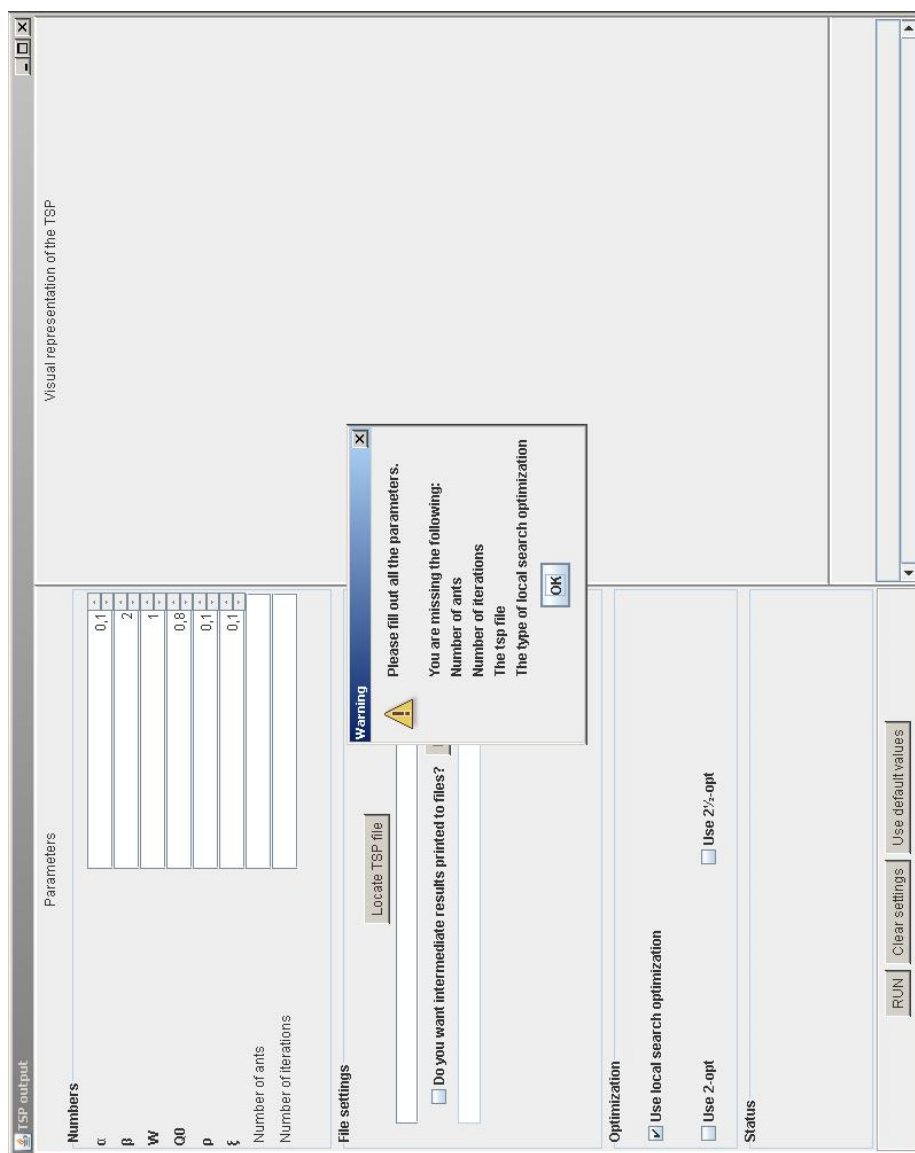 TSP output
Parameters
Visual representation of the TSP
Numbers
α 0,1
β 2
W 1
Q0 0,8
ρ 0,1
ξ 0,1
Number of ants
Number of iterations
File settings
Locate TSP file
Do you want intermediate results printed to files?
Warning
Please fill out all the parameters.
You are missing the following:
Number of ants
Number of iterations
The tsp file
The type of local search optimization
OK
Optimization
Use local search optimization
Use 2-opt
Use 2½-opt
Status
RUN
Clear settings
Use default values